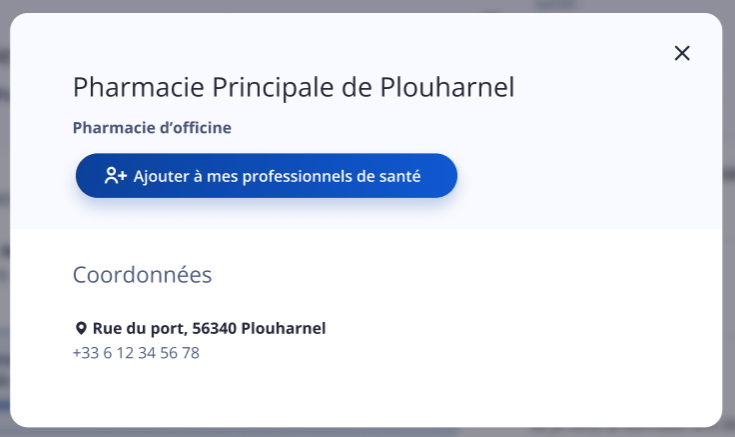 Pharmacie Principale de Plouharnel
Pharmacie d’officine
Ajouter à mes professionnels de santé
Coordonnées
Rue du port, 56340 Plouharnel
+33 6 12 34 56 78